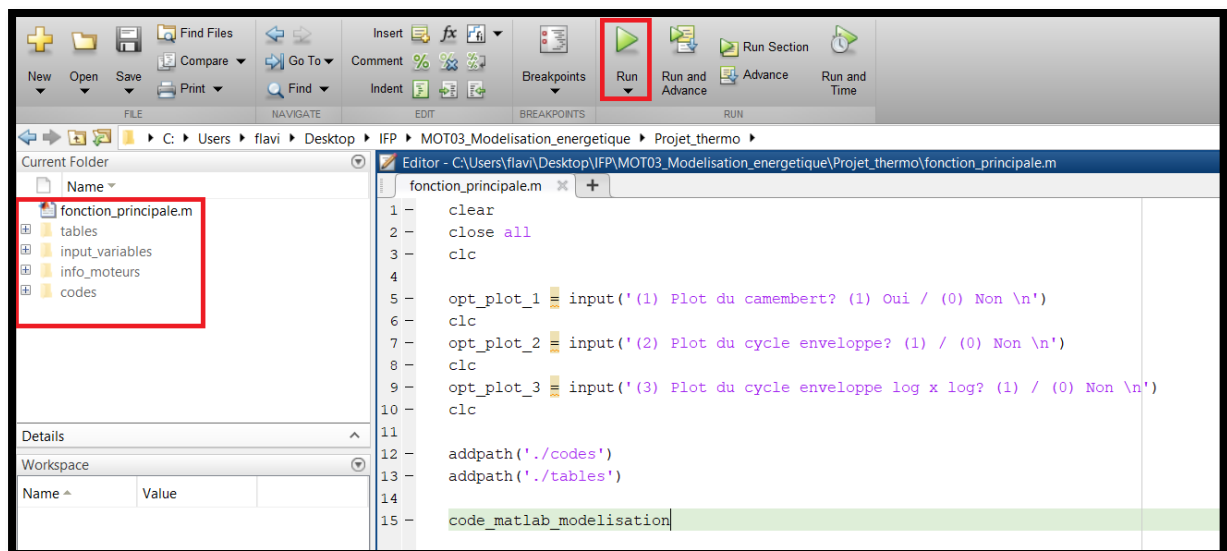 Find Files
Insert fx
New Open Save
Compare
Print
Go To
Find
Comment %
Indent
Breakpoints
Run
Run and Advance
Run Section
Advance
Run and Time
FILE NAVIGATE EDIT BREAKPOINTS RUN
C: Users flavi Desktop IFP MOT03_Modelisation_energetique Projet_thermo
Current Folder
Name
fonction_principale.m
tables
input_variables
info_moteurs
codes
Details
Workspace
Name Value
Editor - C:\Users\flavi\Desktop\IFP\MOT03_Modelisation_energetique\Projet_thermo\fonction_principale.m
fonction_principale.m × +
1 - clear
2 - close all
3 - clc
4
5 - opt_plot_1 = input('(1) Plot du camembert? (1) Oui / (0) Non \n')
6 - clc
7 - opt_plot_2 = input('(2) Plot du cycle enveloppe? (1) / (0) Non \n')
8 - clc
9 - opt_plot_3 = input('(3) Plot du cycle enveloppe log x log? (1) / (0) Non \n')
10 - clc
11
12 - addpath('./codes')
13 - addpath('./tables')
14
15 - code_matlab_modelisation